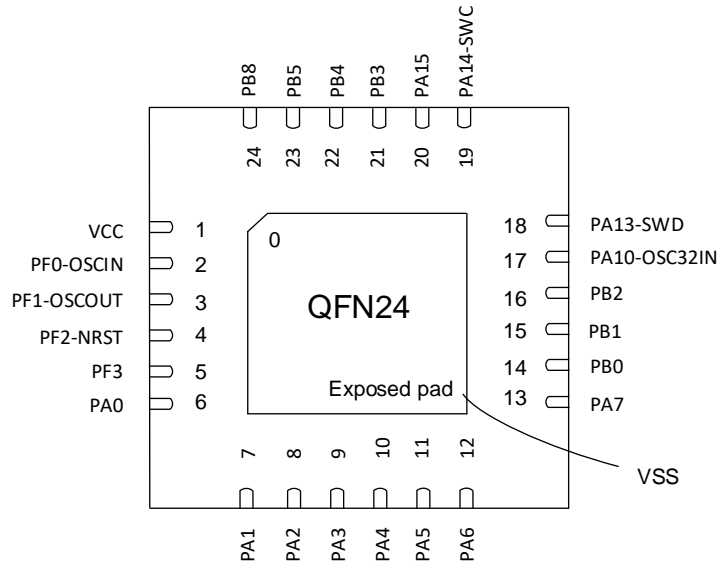 PB8
PB5
PB4
PB3
PA15
PA14-SWC
24
23
22
21
20
19
VCC 1
PF0-OSCIN 2
PF1-OSCOUT 3
PF2-NRST 4
PF3 5
PA0 6
0
QFN24
Exposed pad
18 PA13-SWD
17 PA10-OSC32IN
16 PB2
15 PB1
14 PB0
13 PA7
VSS
7
8
9
10
11
12
PA1
PA2
PA3
PA4
PA5
PA6